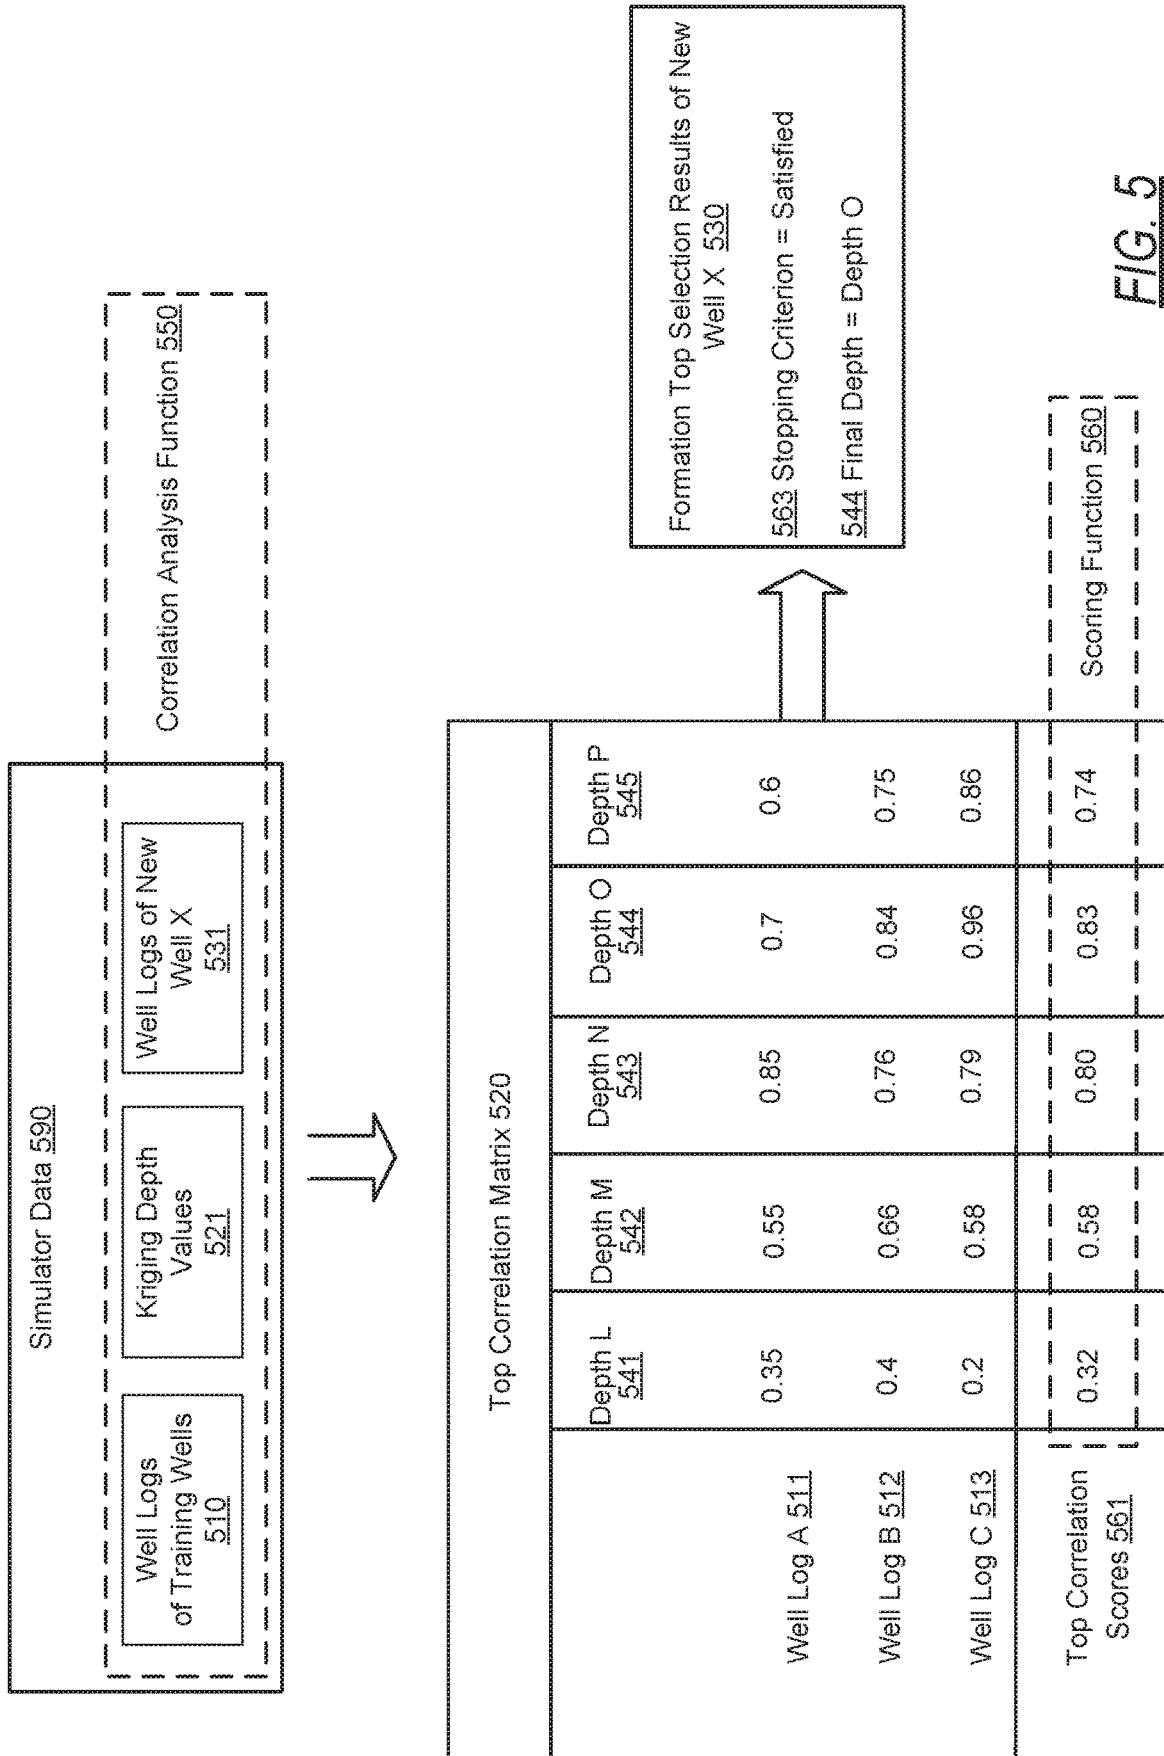 Simulator Data 590
Well Logs
of Training Wells
510
Kriging Depth
Values
521
Well Logs of New
Well X
531
Correlation Analysis Function 550
Top Correlation Matrix 520
Depth L
541
Depth M
542
Depth N
543
Depth O
544
Depth P
545
Well Log A 511 0.35 0.55 0.85 0.7 0.6
Well Log B 512 0.4 0.66 0.76 0.84 0.75
Well Log C 513 0.2 0.58 0.79 0.96 0.86
Top Correlation
Scores 561
0.32 0.58 0.80 0.83 0.74
Scoring Function 560
Formation Top Selection Results of New
Well X 530
563 Stopping Criterion = Satisfied
544 Final Depth = Depth O
FIG. 5